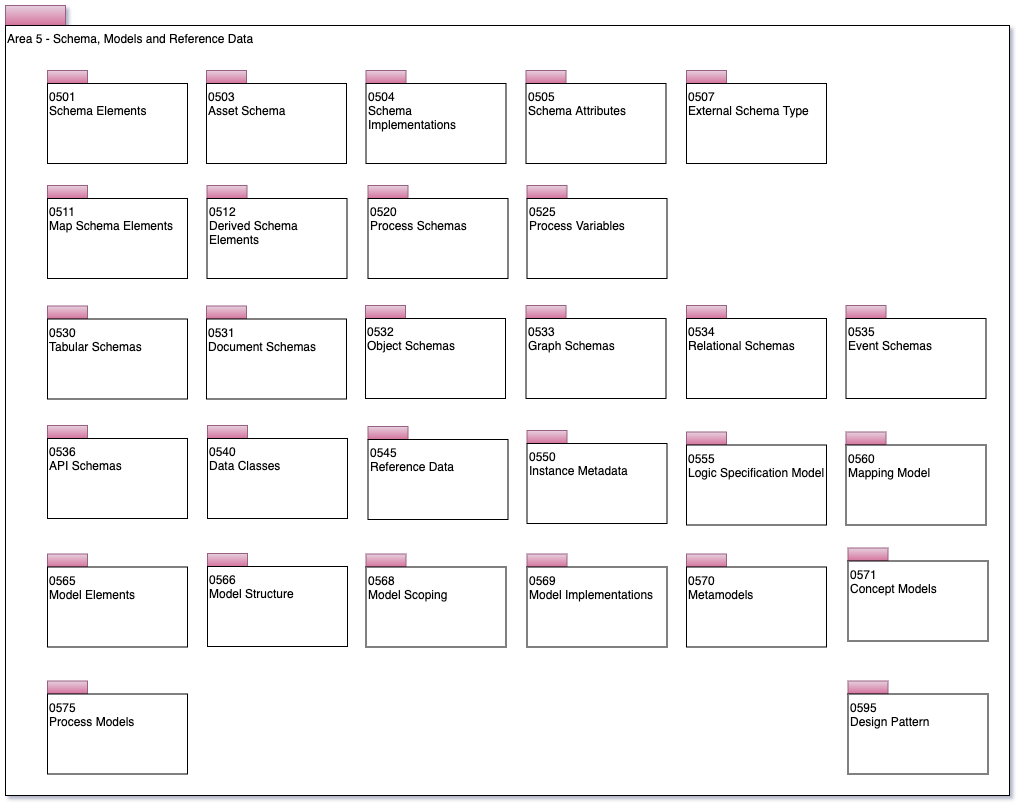 Area 5 - Schema, Models and Reference Data
0501
Schema Elements
0503
Asset Schema
0504
Schema
Implementations
0505
Schema Attributes
0507
External Schema Type
0511
Map Schema Elements
0512
Derived Schema
Elements
0520
Process Schemas
0525
Process Variables
0530
Tabular Schemas
0531
Document Schemas
0532
Object Schemas
0533
Graph Schemas
0534
Relational Schemas
0535
Event Schemas
0536
API Schemas
0540
Data Classes
0545
Reference Data
0550
Instance Metadata
0555
Logic Specification Model
0560
Mapping Model
0565
Model Elements
0566
Model Structure
0568
Model Scoping
0569
Model Implementations
0570
Metamodels
0571
Concept Models
0575
Process Models
0595
Design Pattern